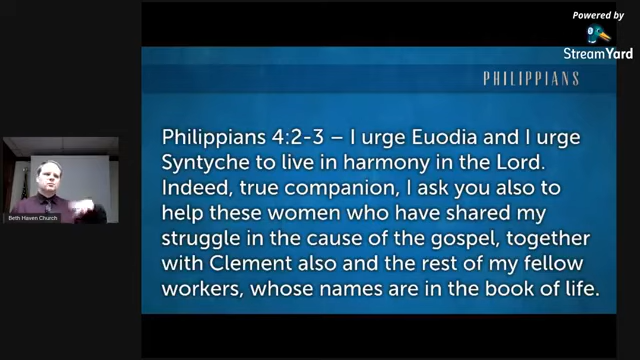 Powered by
StreamYard
PHILIPPIANS
Philippians 4:2-3 – I urge Euodia and I urge
Syntyche to live in harmony in the Lord.
Indeed, true companion, I ask you also to
help these women who have shared my
struggle in the cause of the gospel, together
with Clement also and the rest of my fellow
workers, whose names are in the book of life.
Beth Haven Church